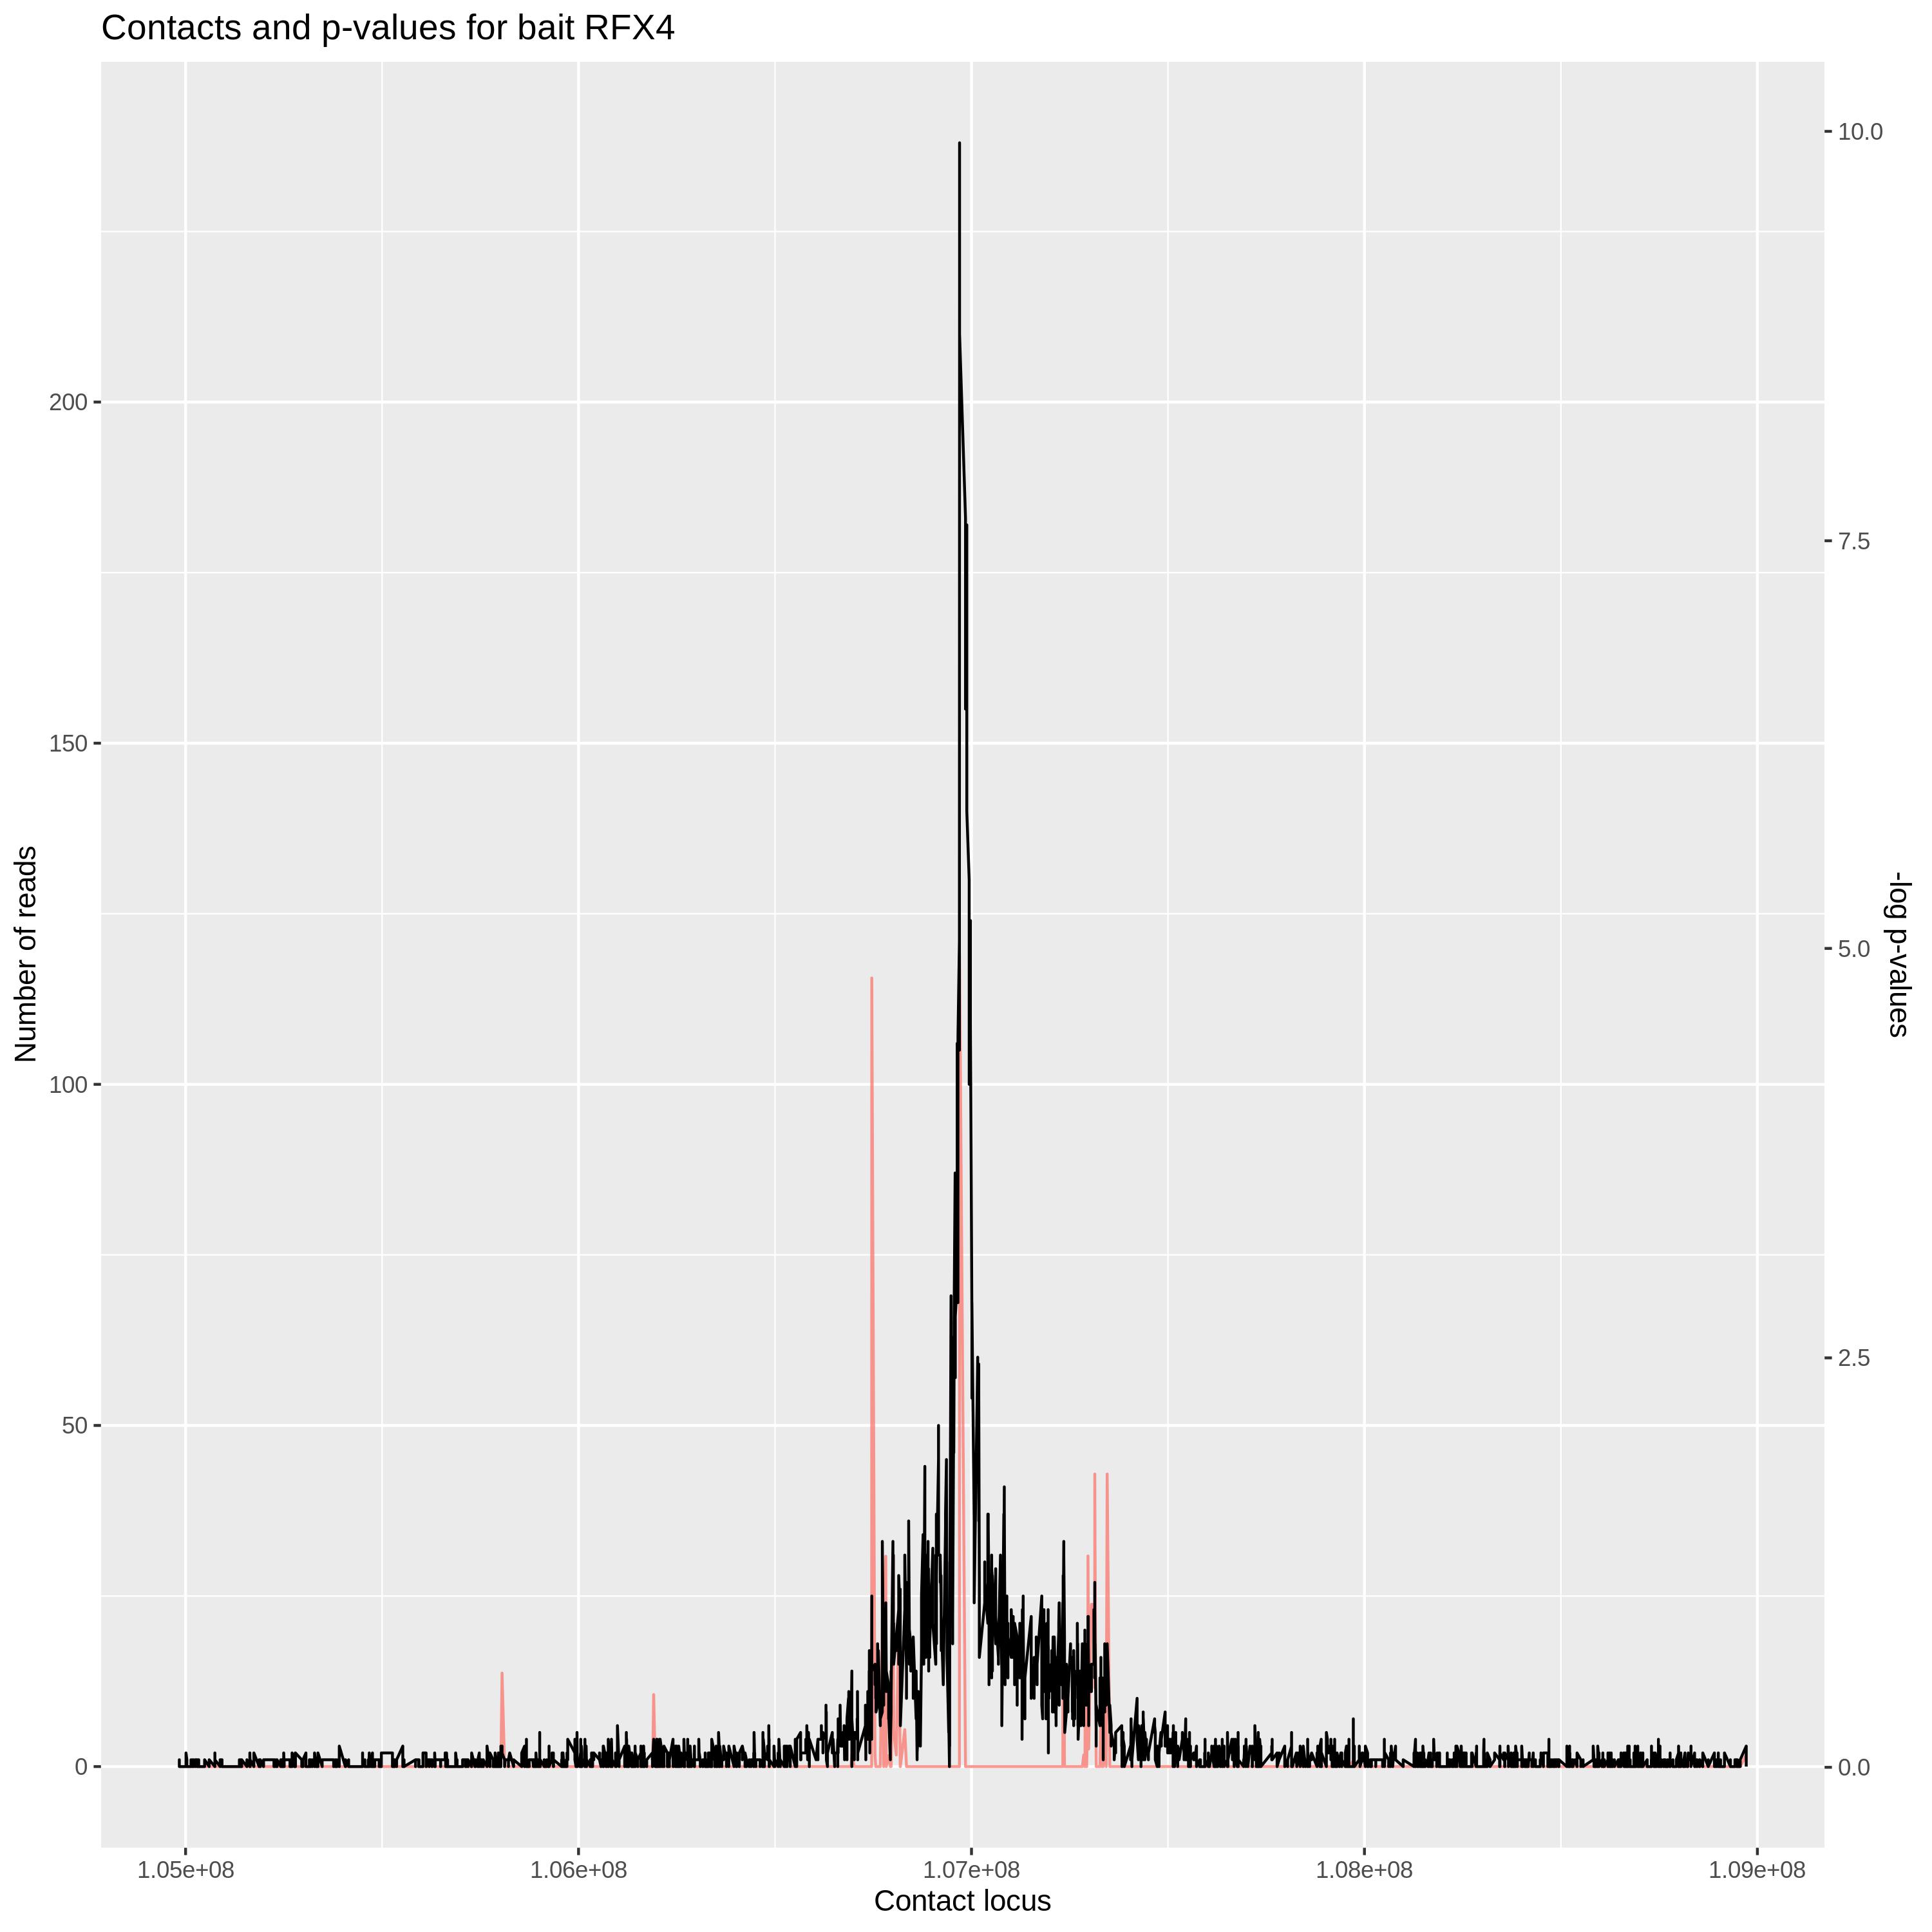 Contacts and p-values for bait RFX4
Number of reads
200
150
100
50
0
10.0
7.5
5.0
2.5
0.0
-log p-values
1.05e+08
1.06e+08
1.07e+08
1.08e+08
1.09e+08
Contact locus